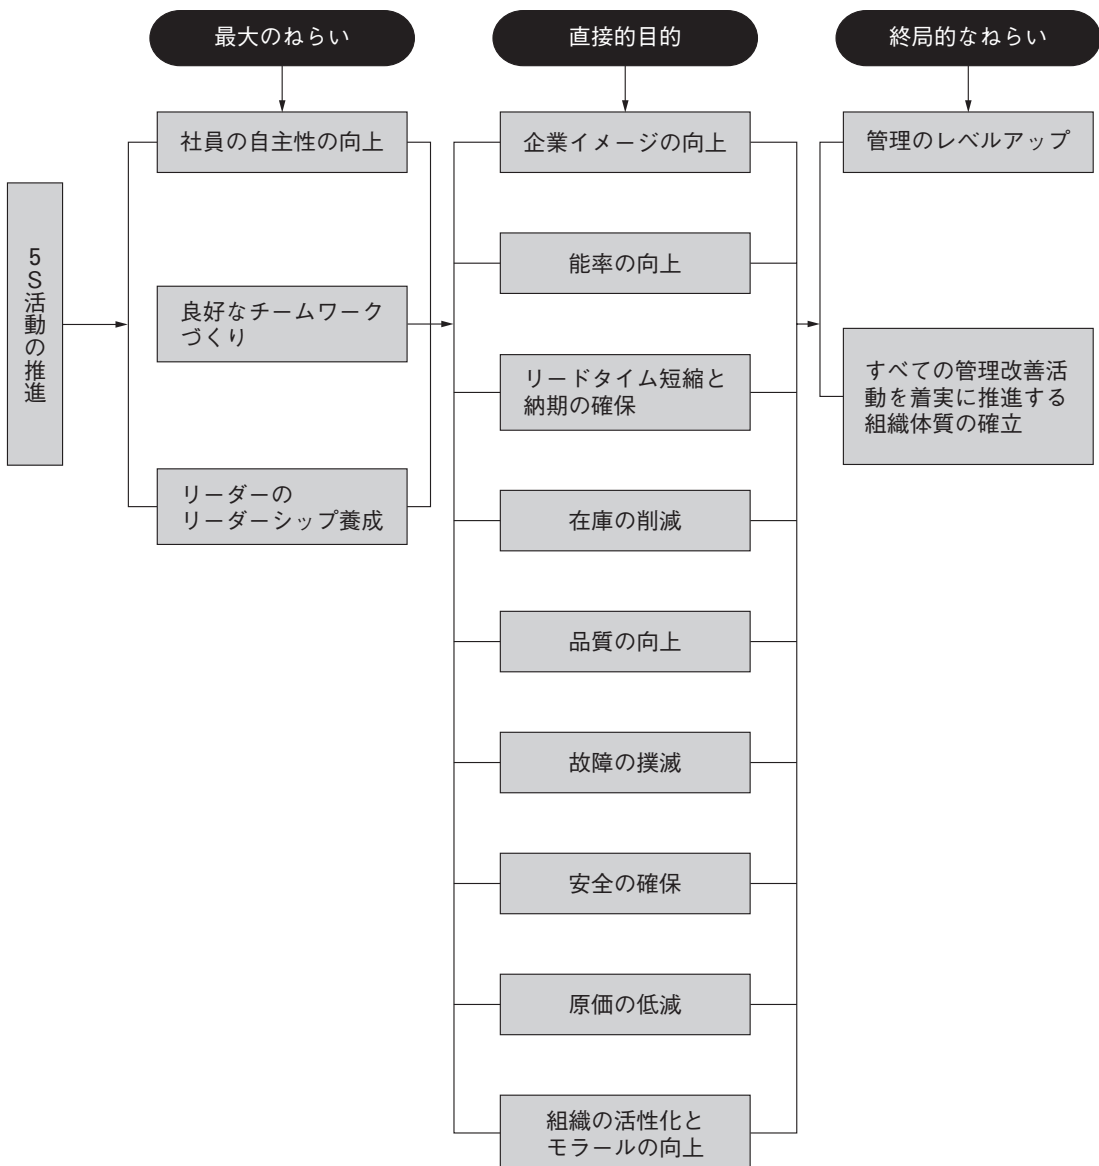 最大のねらい
直接的目的
終局的なねらい
5S活動の推進
社員の自主性の向上
良好なチームワーク
づくり
リーダーの
リーダーシップ養成
企業イメージの向上
能率の向上
リードタイム短縮と
納期の確保
在庫の削減
品質の向上
故障の撲滅
安全の確保
原価の低減
組織の活性化と
モラールの向上
管理のレベルアップ
すべての管理改善活
動を着実に推進する
組織体質の確立